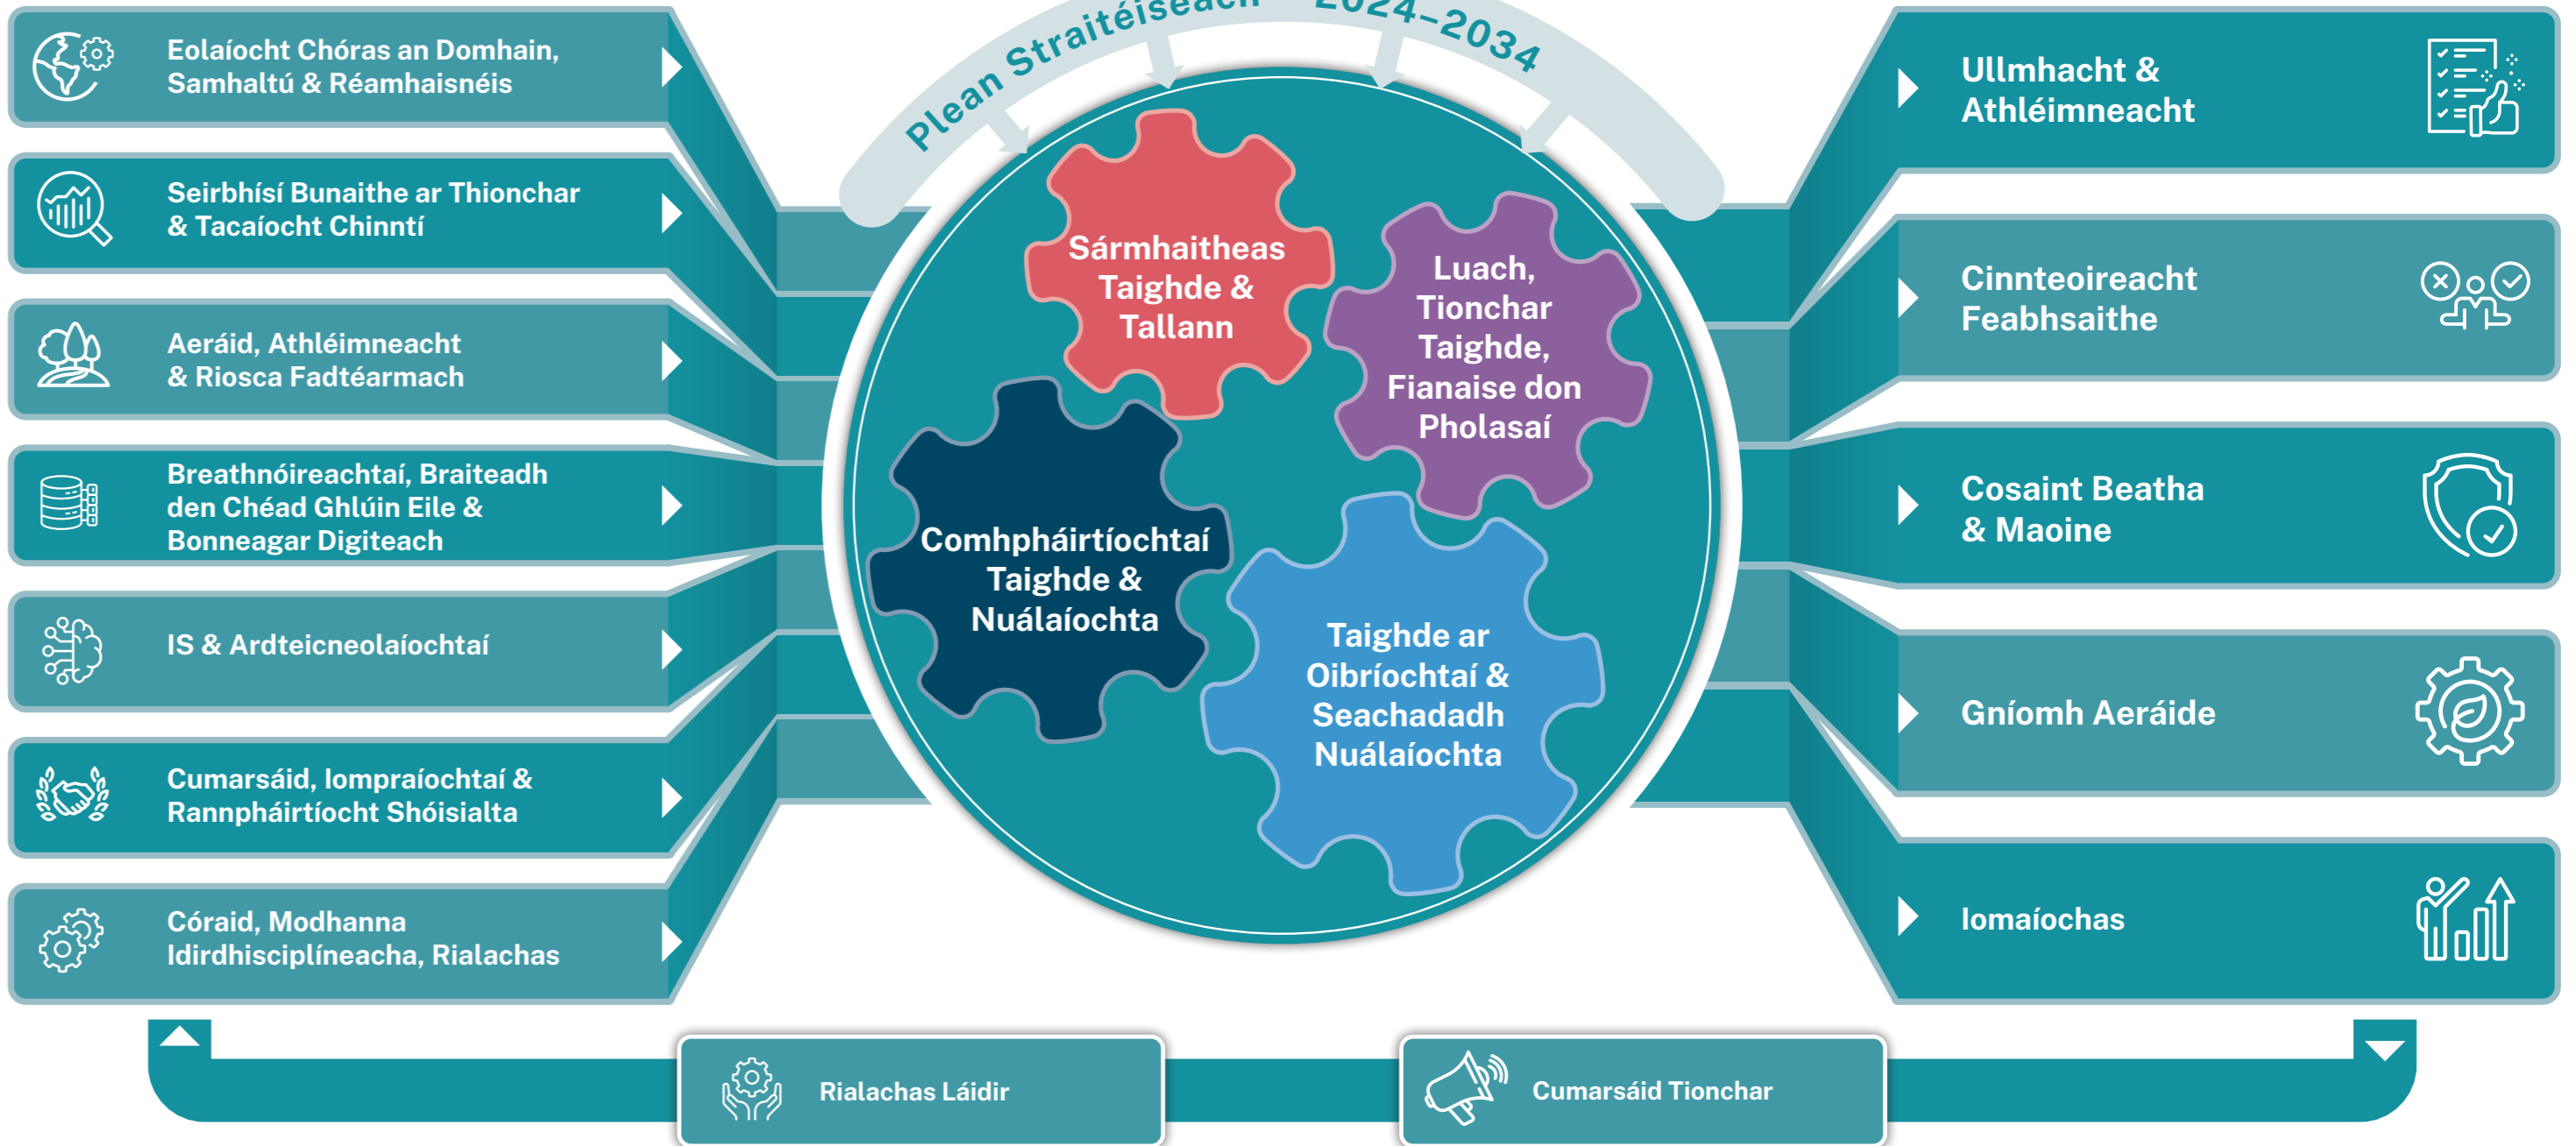 Plean Straitéiseach 2024–2034
Eolaíocht Chóras an Domhain,
Samhaltú & Réamhaisnéis
Seirbhísí Bunaithe ar Thionchar
& Tacaíocht Chinntí
Aeráid, Athléimneacht
& Riosca Fadtéarmach
Breathnóireachtaí, Braiteadh
den Chéad Ghlúin Eile &
Bonneagar Digiteach
IS & Ardteicneolaíochtaí
Cumarsáid, Iompraíochtaí &
Rannpháirtíocht Shóisialta
Córaid, Modhanna
Idirdhisciplíneacha, Rialachas
Sármhaitheas
Taighde &
Tallann
Luach,
Tionchar
Taighde,
Fianaise don
Pholasaí
Comhpháirtíochtaí
Taighde &
Nuálaíochta
Taighde ar
Oibríochtaí &
Seachadadh
Nuálaíochta
Ullmhacht &
Athléimneacht
Cinnteoireacht
Feabhsaithe
Cosaint Beatha
& Maoine
Gníomh Aeráide
Iomaíochas
Rialachas Láidir
Cumarsáid Tionchar